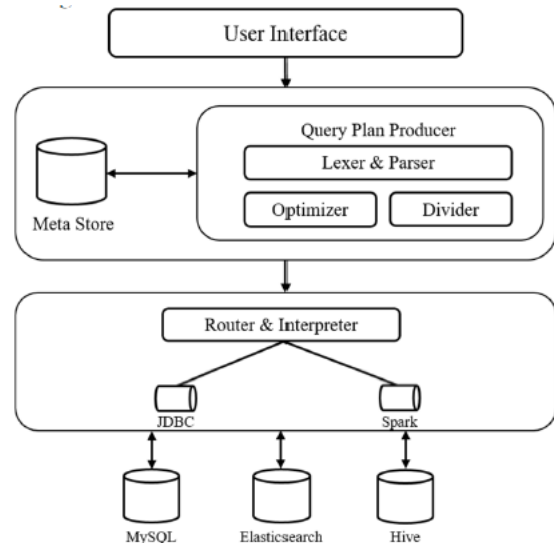 User Interface
Query Plan Producer
Lexer & Parser
Meta Store
Optimizer
Divider
Router & Interpreter
JDBC
Spark
MySQL
Elasticsearch
Hive